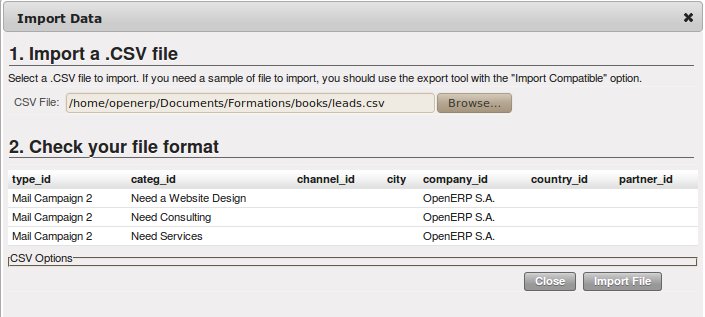 Import Data ✖
1. Import a .CSV file
Select a .CSV file to import. If you need a sample of file to import, you should use the export tool with the "Import Compatible" option.
CSV File: /home/openerp/Documents/Formations/books/leads.csv Browse...
2. Check your file format
type_id categ_id channel_id city company_id country_id partner_id
Mail Campaign 2 Need a Website Design OpenERP S.A.
Mail Campaign 2 Need Consulting OpenERP S.A.
Mail Campaign 2 Need Services OpenERP S.A.
CSV Options
Close Import File